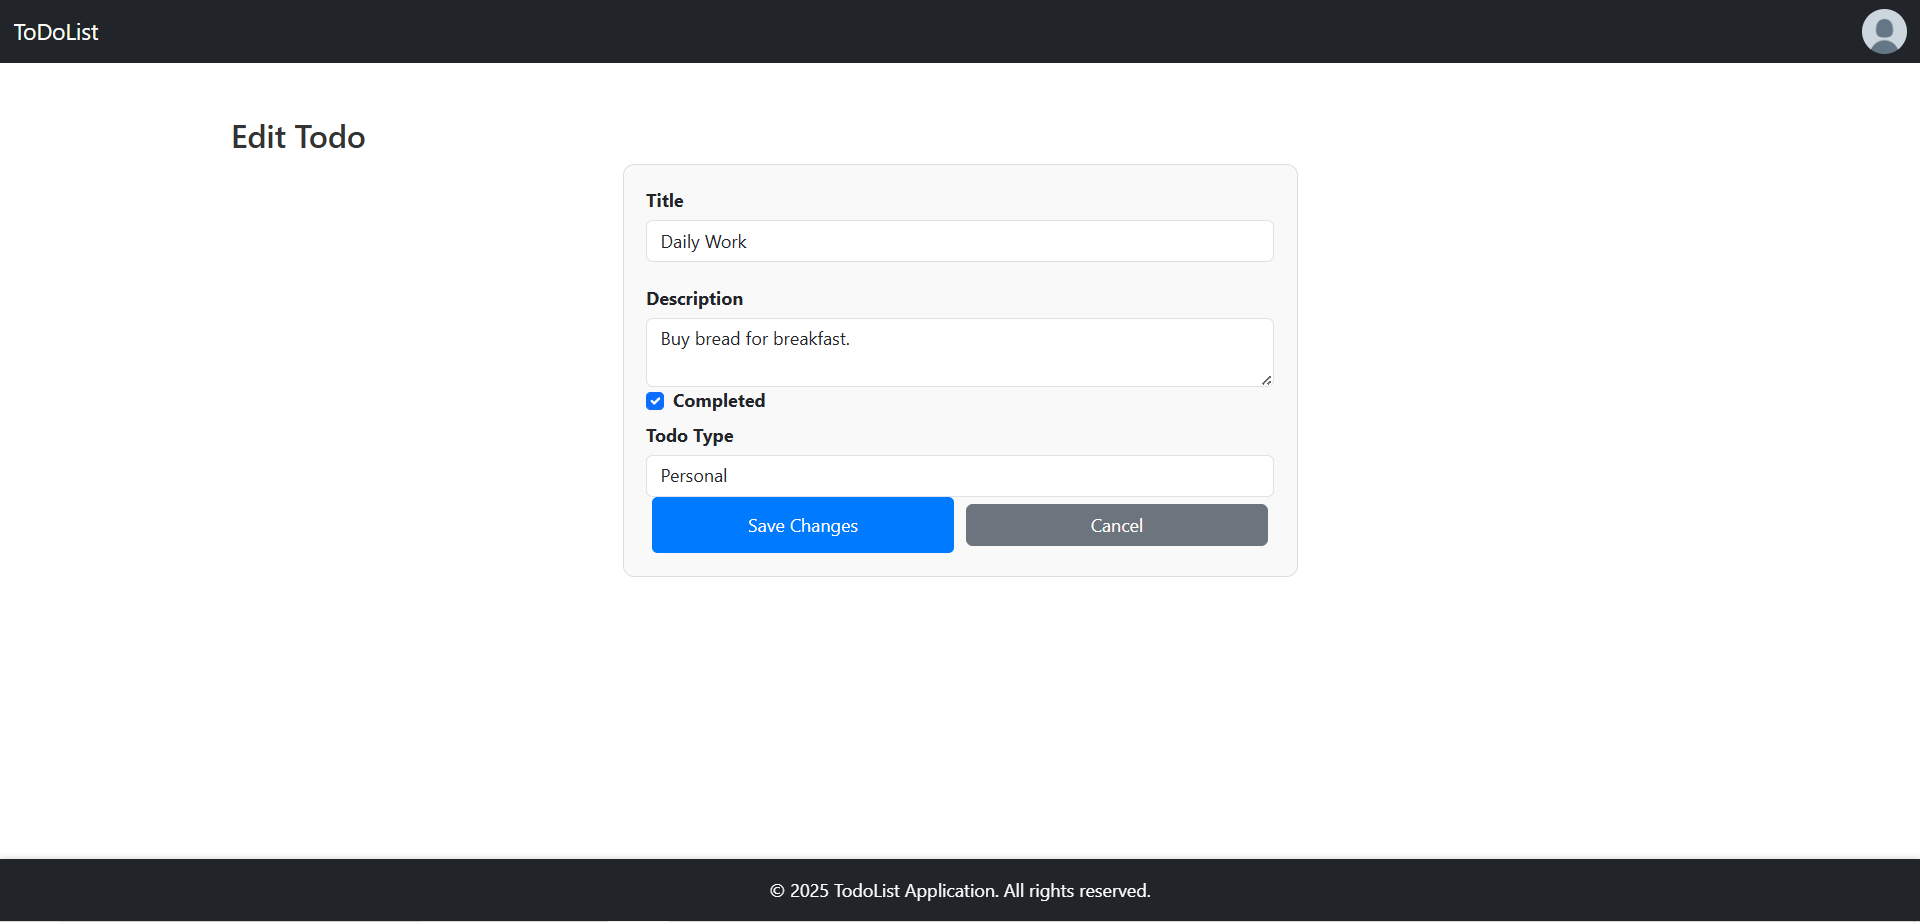 ToDoList
Edit Todo
Title
Daily Work
Description
Buy bread for breakfast.
Completed
Todo Type
Personal
Save Changes
Cancel
© 2025 TodoList Application. All rights reserved.